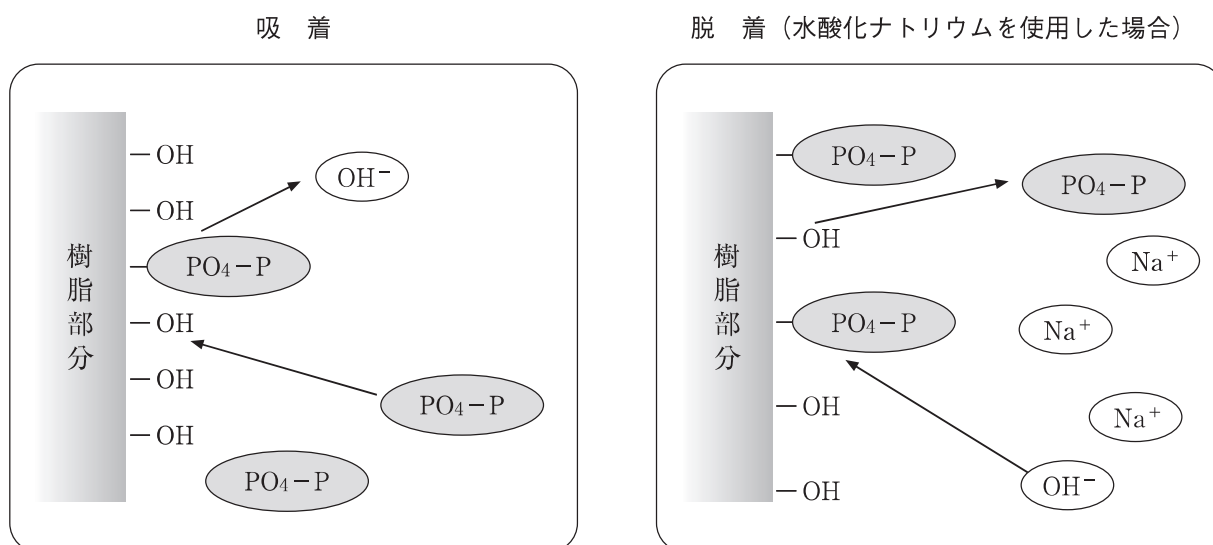 吸 着
— OH
— OH
PO₄−P
— OH
— OH
— OH
OH⁻
PO₄−P
PO₄−P
樹脂部分
脱 着（水酸化ナトリウムを使用した場合）
PO₄−P
— OH
PO₄−P
— OH
— OH
PO₄−P
Na⁺
Na⁺
Na⁺
OH⁻
樹脂部分